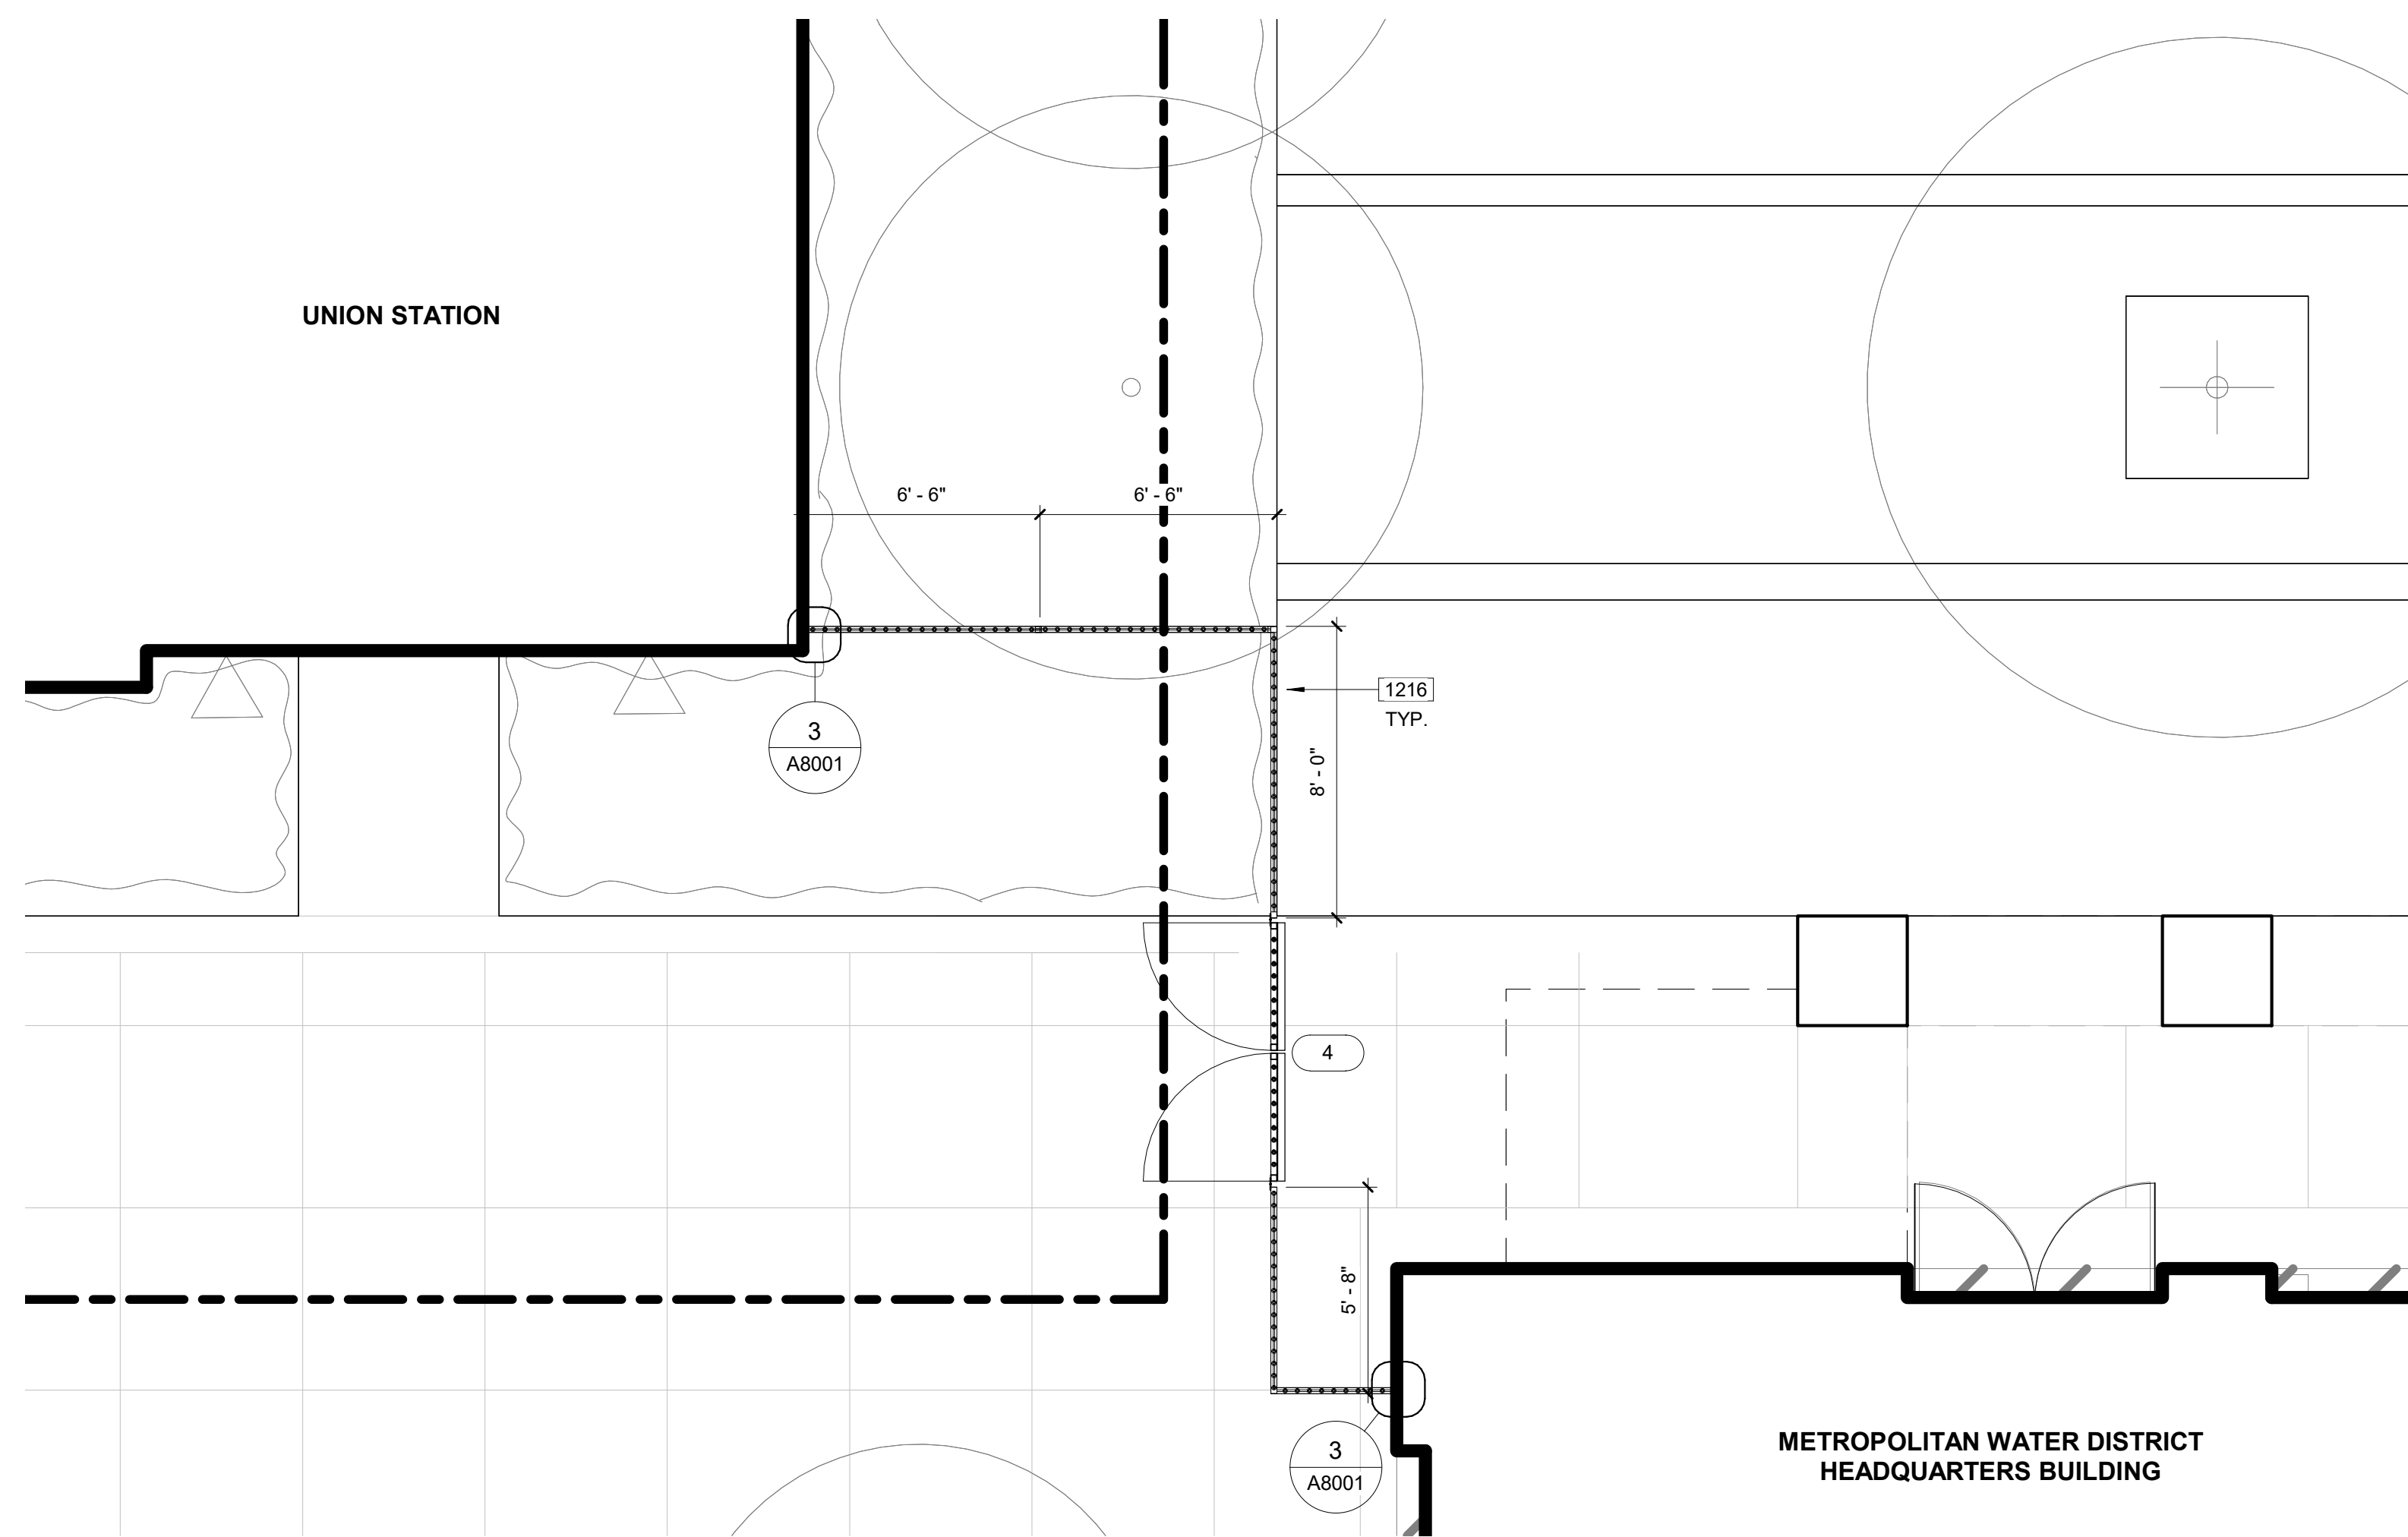 UNION STATION
6' - 6"
6' - 6"
1216
TYP.
3
A8001
8' - 0"
4
5' - 8"
3
A8001
METROPOLITAN WATER DISTRICT
HEADQUARTERS BUILDING